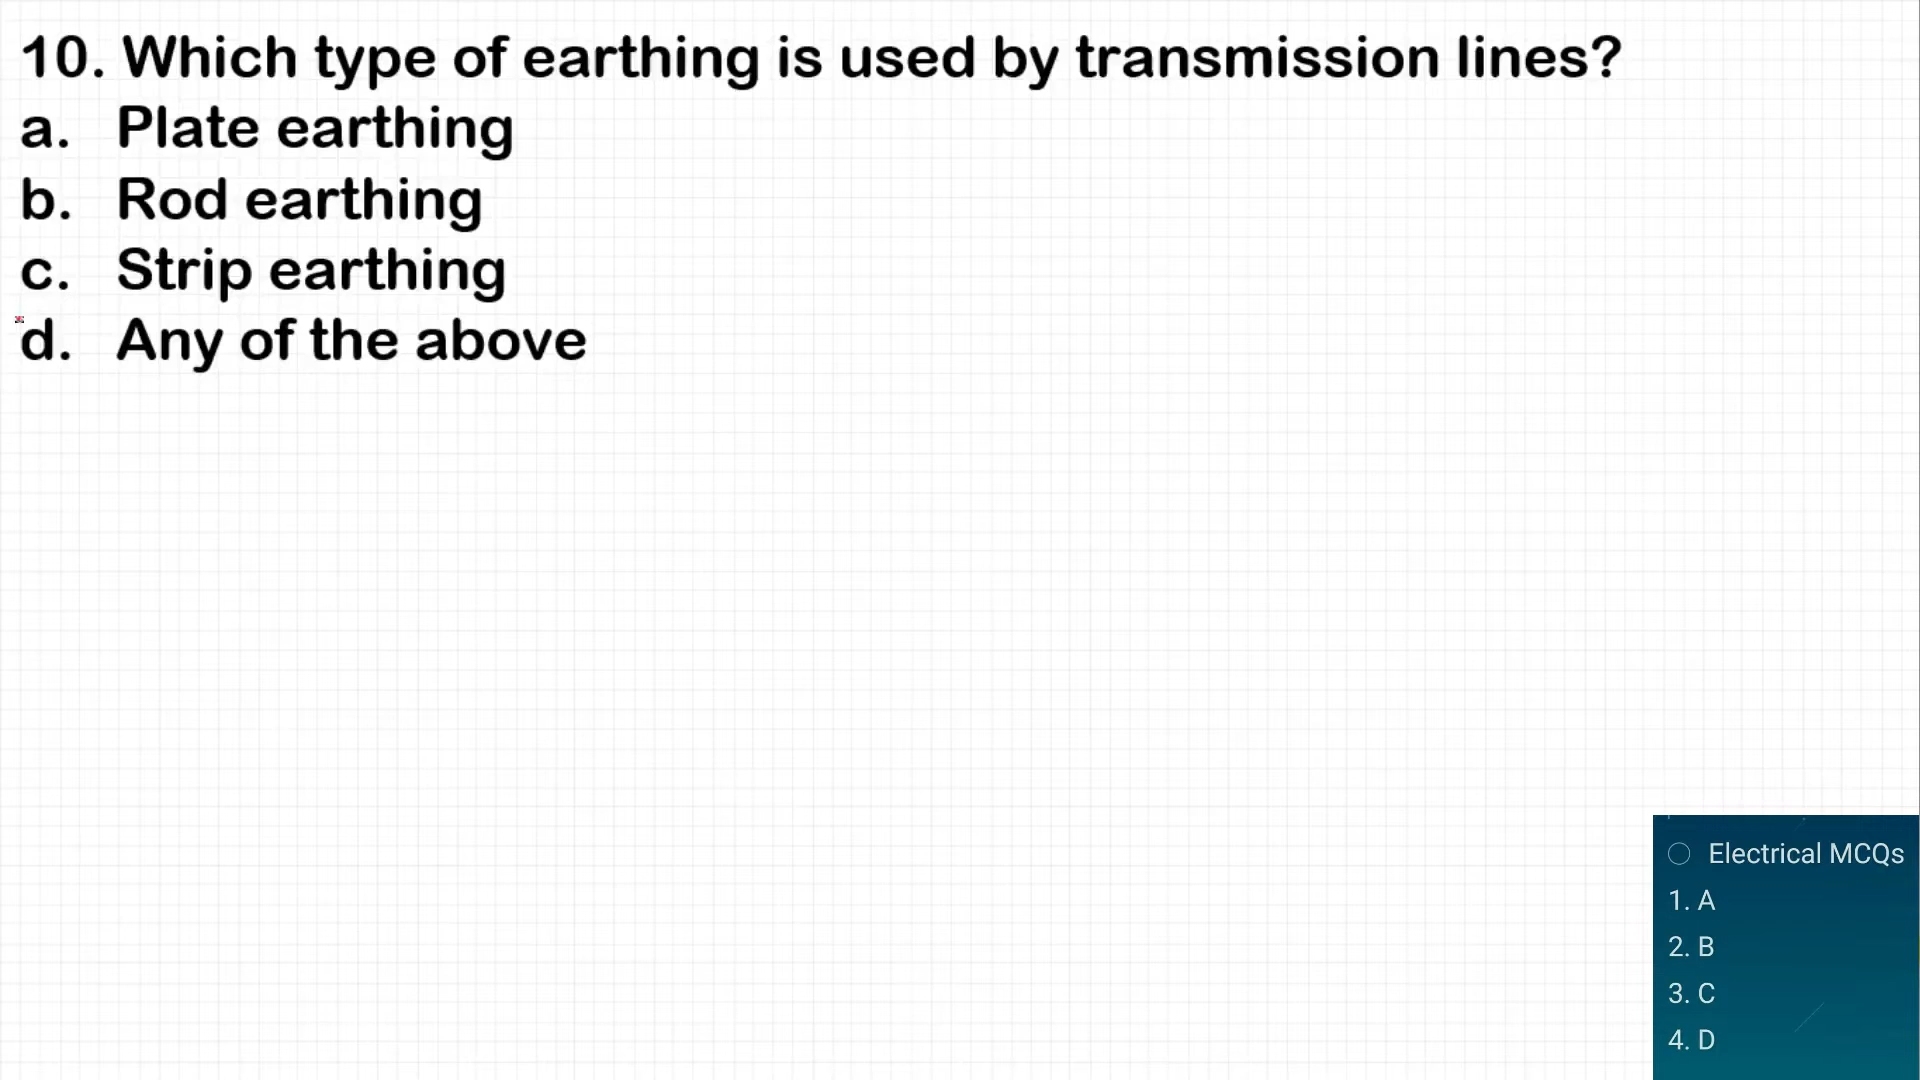 10. Which type of earthing is used by transmission lines?
a. Plate earthing
b. Rod earthing
c. Strip earthing
d. Any of the above
Electrical MCQs
1. A
2. B
3. C
4. D